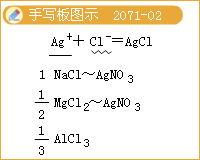 手写板图示 2071-02
Ag⁺+Cl⁻=AgCl
1 NaCl~AgNO₃
1/2 MgCl₂~AgNO₃
1/3 AlCl₃